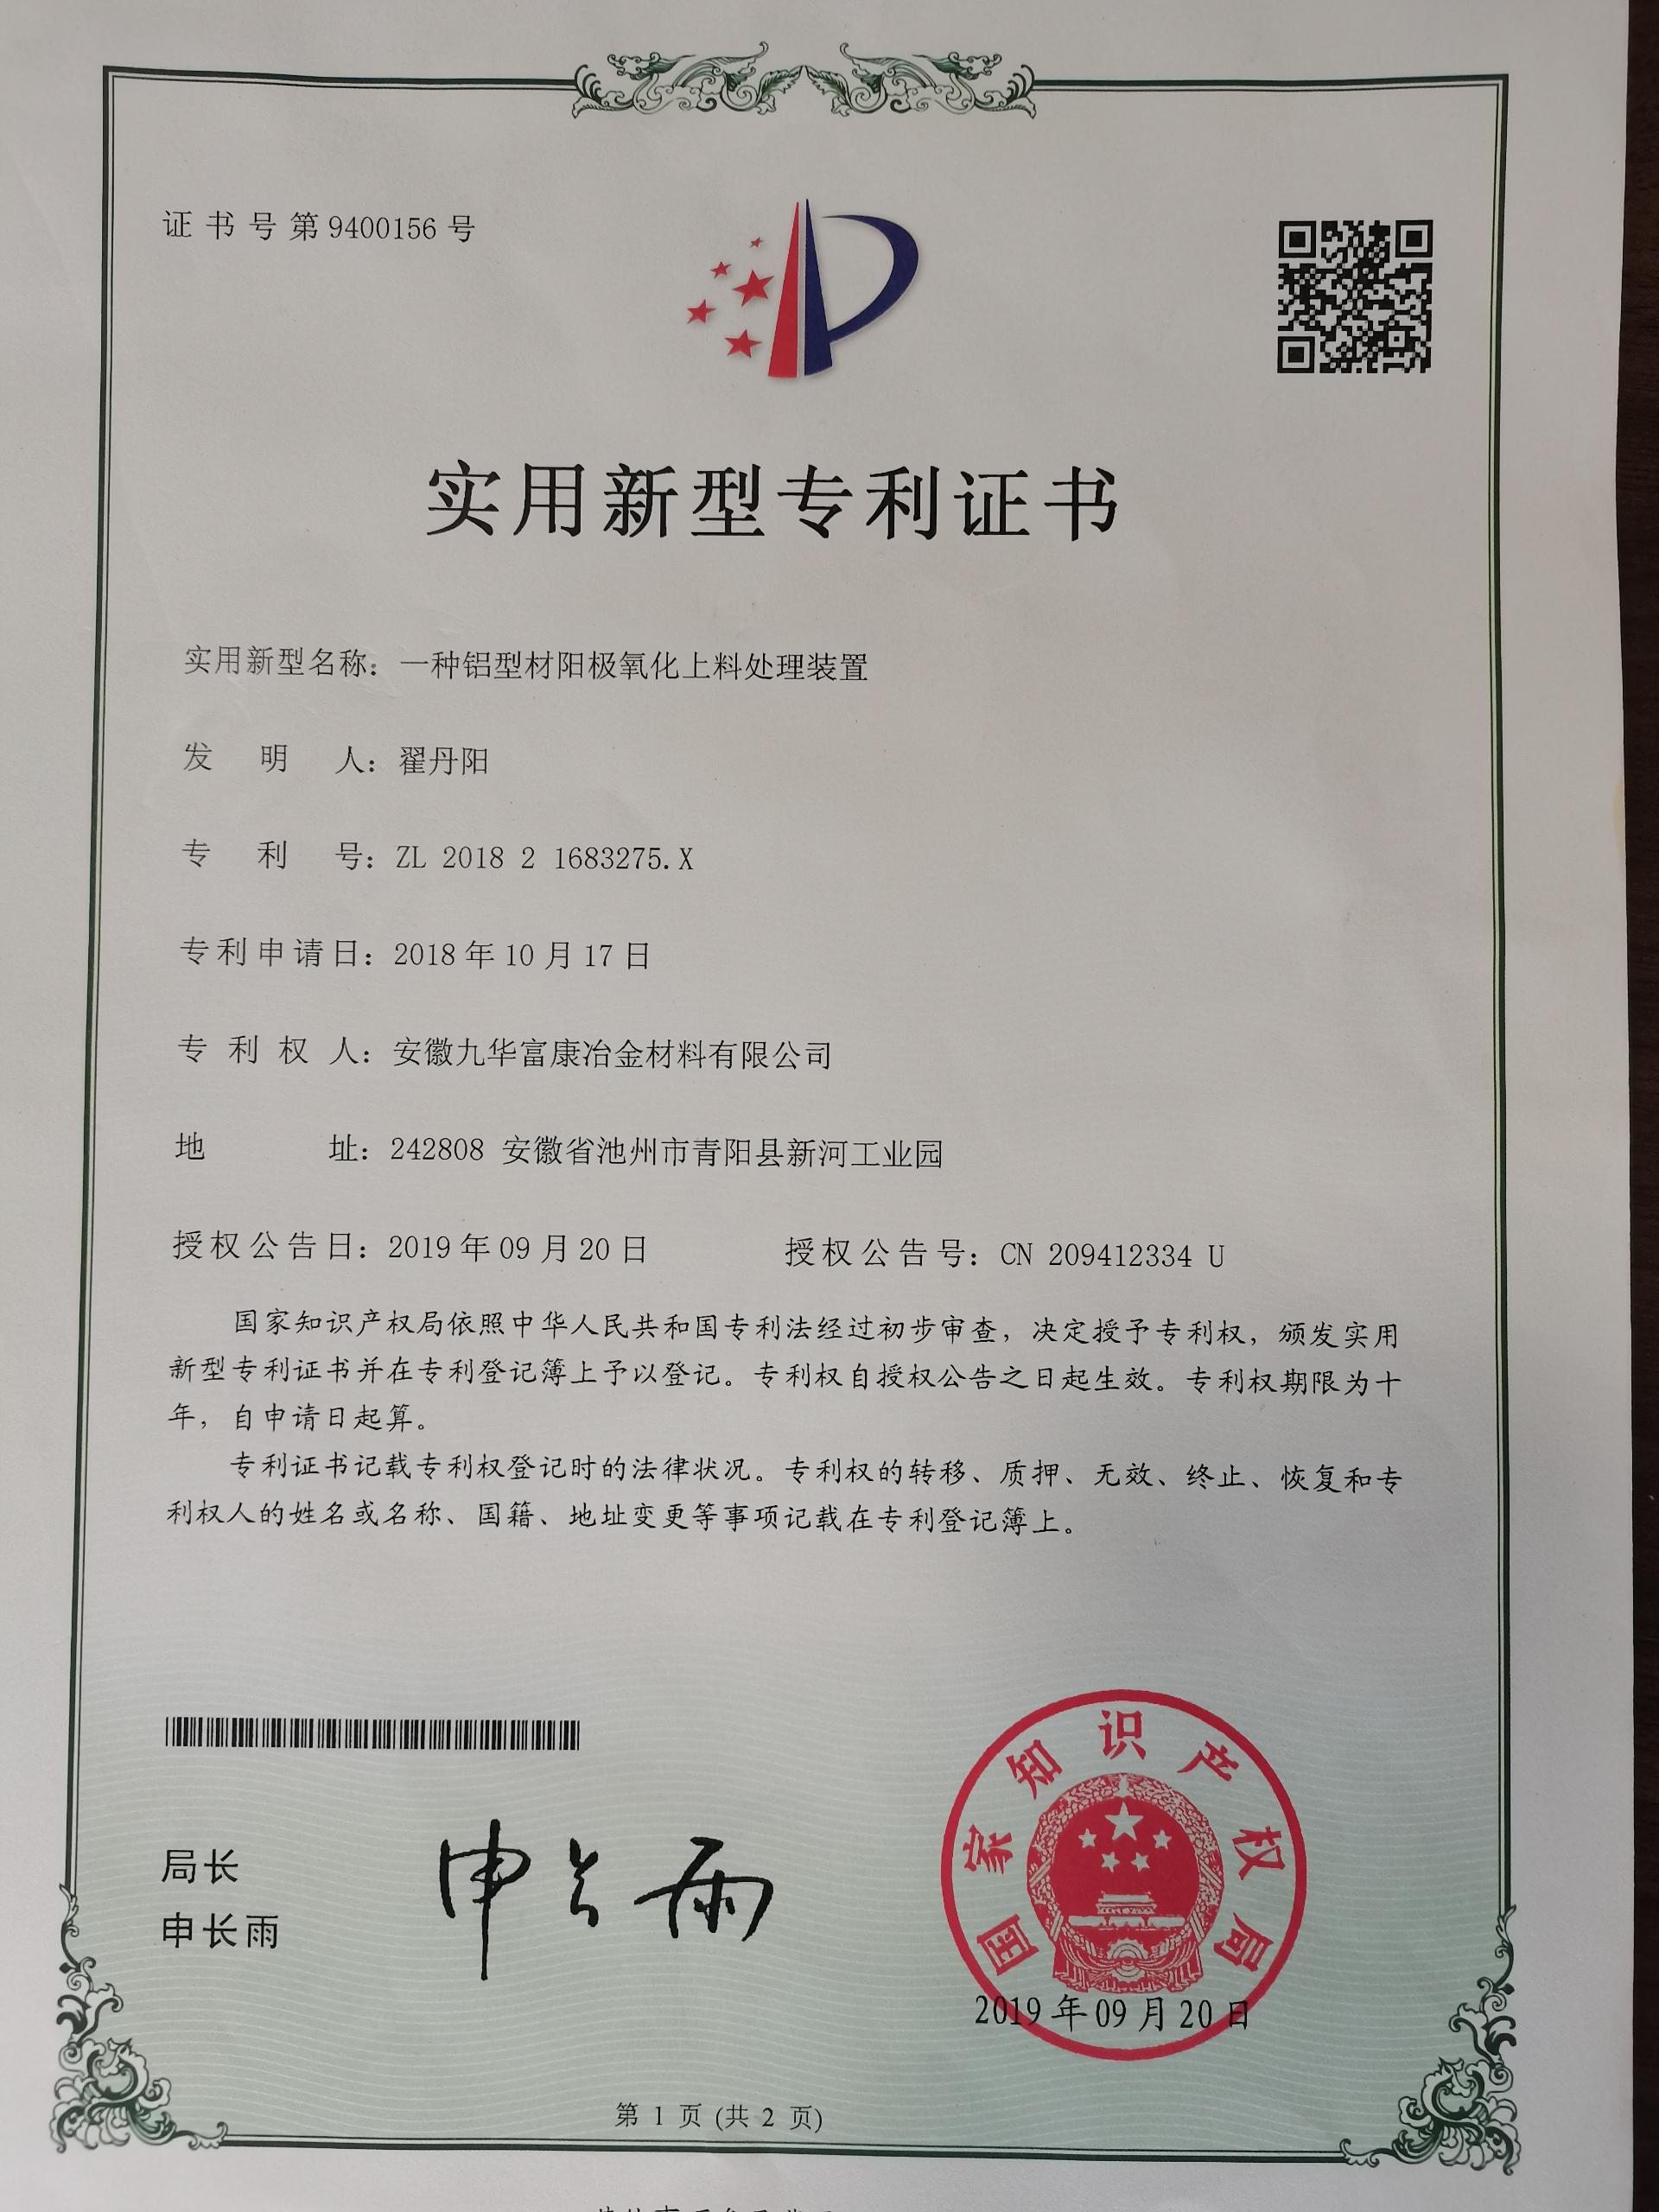 证书号第9400156号
实用新型专利证书
实用新型名称：一种铝型材阳极氧化上料处理装置
发明人：翟丹阳
专利号：ZL 2018 2 1683275.X
专利申请日：2018年10月17日
专利权人：安徽九华富康冶金材料有限公司
地址：242808 安徽省池州市青阳县新河工业园
授权公告日：2019年09月20日 授权公告号：CN 209412334 U
国家知识产权局依照中华人民共和国专利法经过初步审查，决定授予专利权，颁发实用
新型专利证书并在专利登记簿上予以登记。专利权自授权公告之日起生效。专利权期限为十
年，自申请日起算。
专利证书记载专利权登记时的法律状况。专利权的转移、质押、无效、终止、恢复和专
利权人的姓名或名称、国籍、地址变更等事项记载在专利登记簿上。
局长
申长雨
申长雨
国家知识产权局
2019年09月20日
第 1 页 (共 2 页)